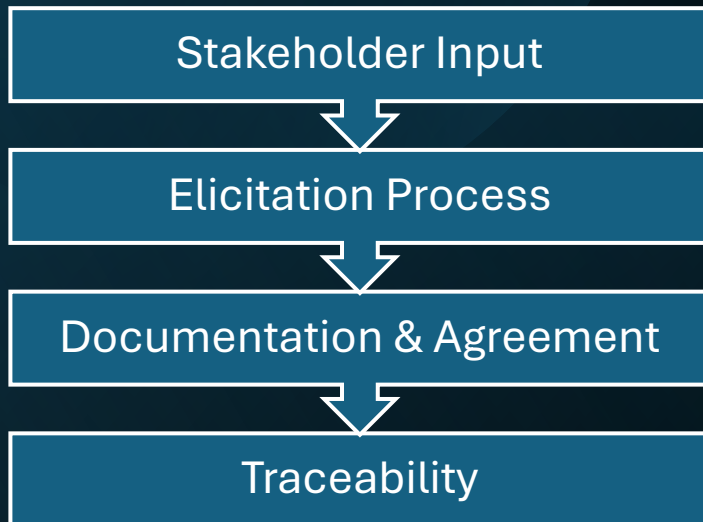 Stakeholder Input
Elicitation Process
Documentation & Agreement
Traceability